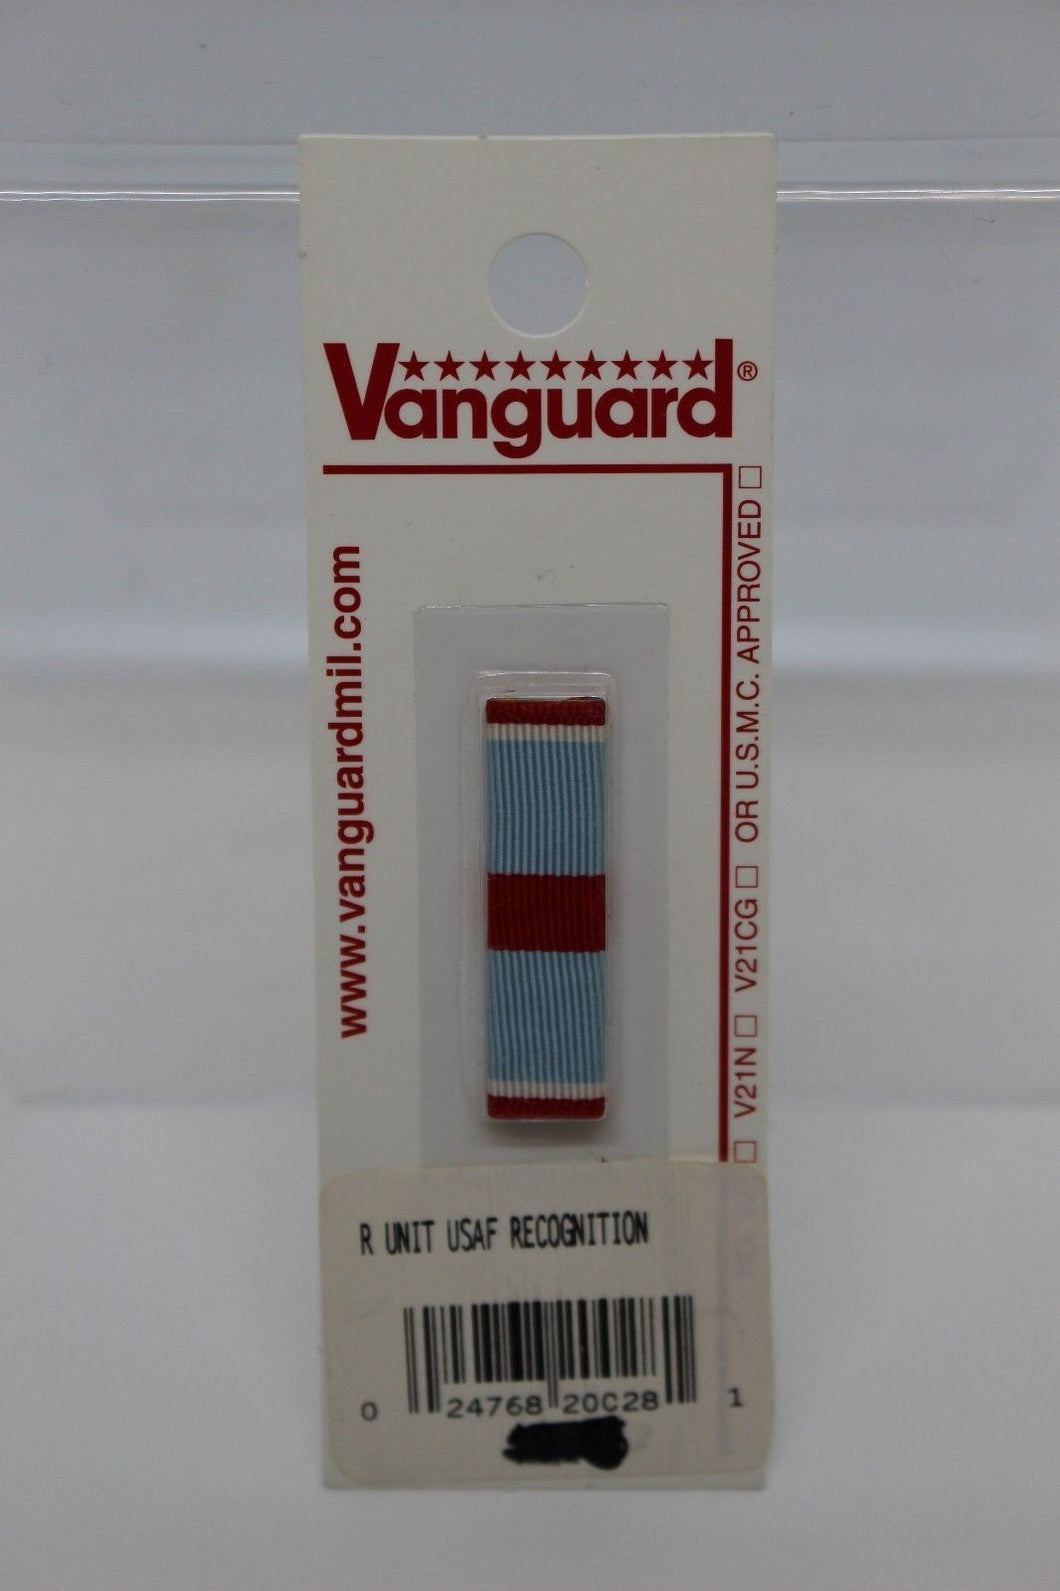 Vanguard®
www.vanguardmil.com
V21N □ V21CG □ OR U.S.M.C. APPROVED □
R UNIT USAF RECOGNITION
0 24768 20C28 1